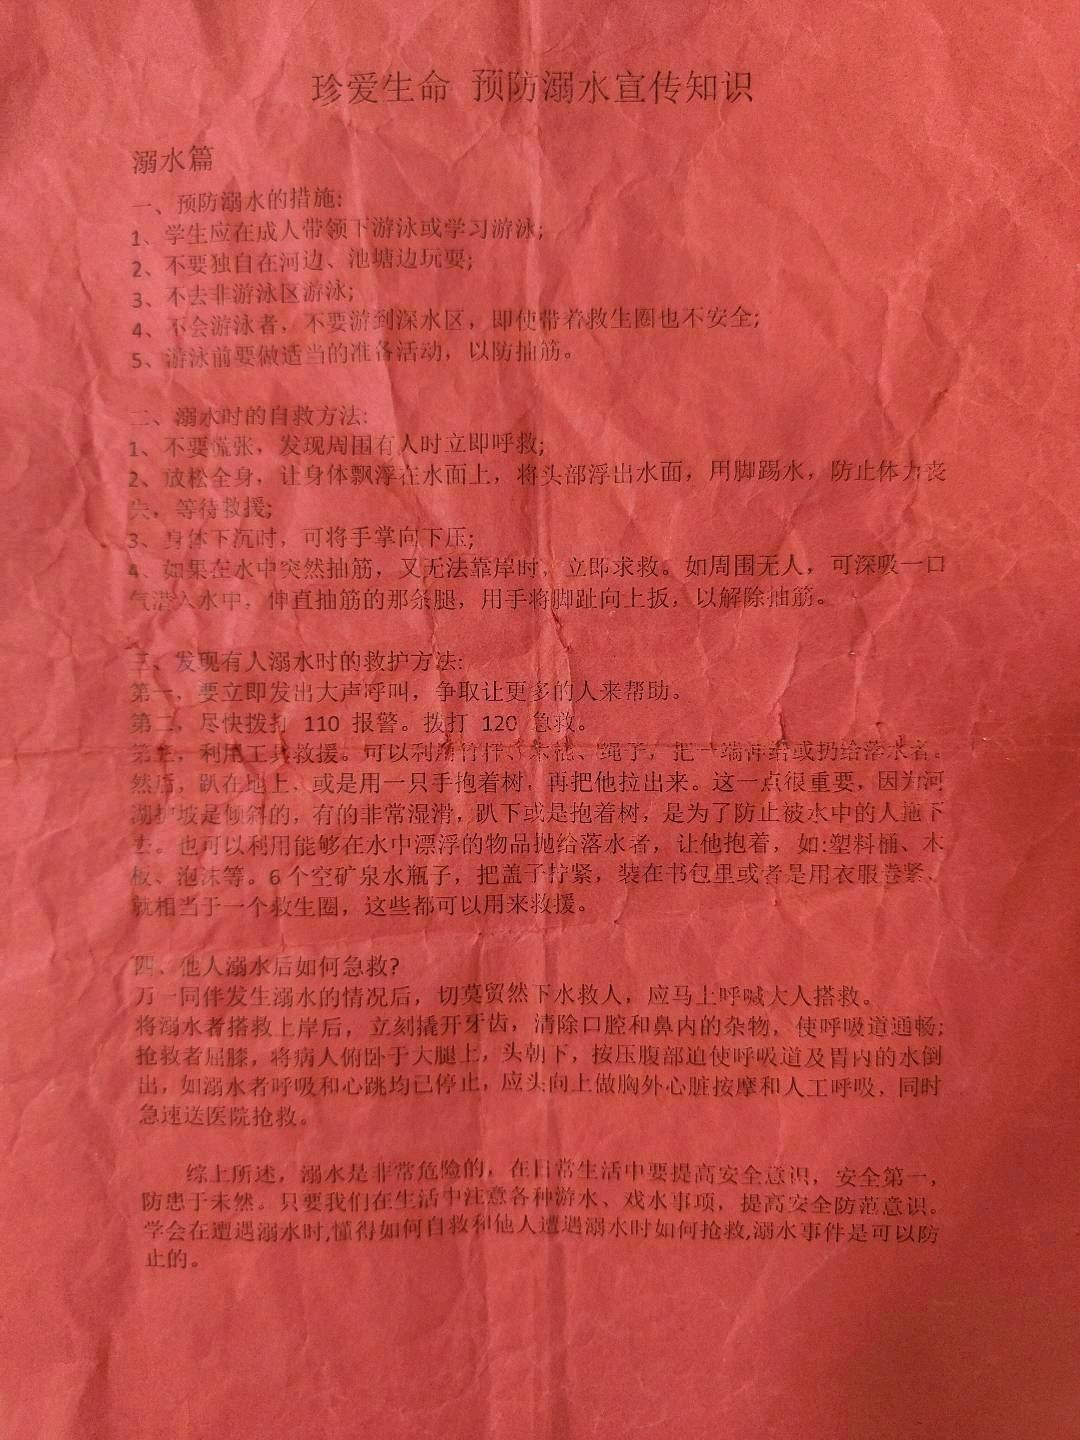 珍爱生命 预防溺水宣传知识
溺水篇
一、预防溺水的措施:
1、学生应在成人带领下游泳或学习游泳;
2、不要独自在河边、池塘边玩耍;
3、不去非游泳区游泳;
4、不会游泳者，不要游到深水区，即使带着救生圈也不安全;
5、游泳前要做适当的准备活动，以防抽筋。
二、溺水时的自救方法:
1、不要慌张，发现周围有人时立即呼救;
2、放松全身，让身体飘浮在水面上，将头部浮出水面，用脚踢水，防止体力丧
失，等待救援;
3、身体下沉时，可将手掌向下压;
4、如果在水中突然抽筋，又无法靠岸时，立即求救。如周围无人，可深吸一口
气潜入水中，伸直抽筋的那条腿，用手将脚趾向上扳，以解除抽筋。
三、发现有人溺水时的救护方法:
第一，要立即发出大声呼叫，争取让更多的人来帮助。
第二，尽快拨打 110 报警。拨打 120 急救。
第三，利用工具救援。可以利用竹杆、木棍、绳子，把一端伸给或扔给落水者。
然后，趴在地上，或是用一只手抱着树，再把他拉出来。这一点很重要，因为河
湖护坡是倾斜的，有的非常湿滑，趴下或是抱着树，是为了防止被水中的人施下
去。也可以利用能够在水中漂浮的物品抛给落水者，让他抱着，如:塑料桶、木
板、泡沫等。6 个空矿泉水瓶子，把盖子拧紧，装在书包里或者是用衣服卷紧、
就相当于一个救生圈，这些都可以用来救援。
四、他人溺水后如何急救?
万一同伴发生溺水的情况后，切莫贸然下水救人，应马上呼喊大人搭救。
将溺水者搭救上岸后，立刻撬开牙齿，清除口腔和鼻内的杂物，使呼吸道通畅;
抢救者屈膝，将病人俯卧于大腿上，头朝下，按压腹部迫使呼吸道及胃内的水倒
出，如溺水者呼吸和心跳均已停止，应头向上做胸外心脏按摩和人工呼吸，同时
急速送医院抢救。
综上所述，溺水是非常危险的，在日常生活中要提高安全意识，安全第一，
防患于未然。只要我们在生活中注意各种游水、戏水事项，提高安全防范意识。
学会在遭遇溺水时,懂得如何自救和他人遭遇溺水时如何抢救,溺水事件是可以防
止的。